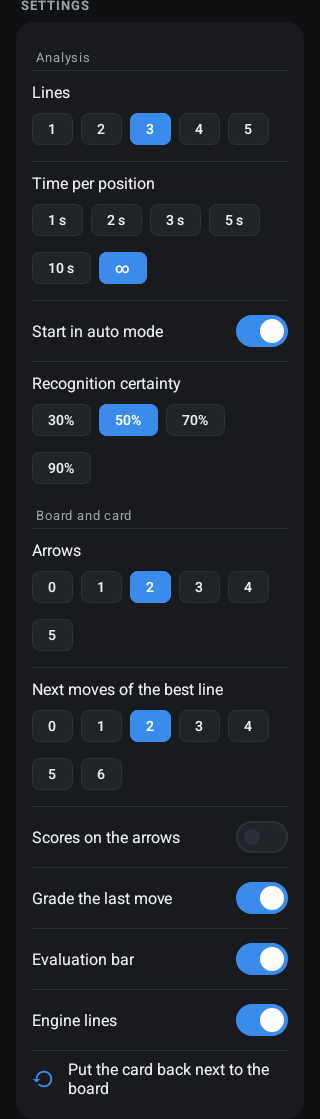 SETTINGS
Analysis
Lines
1 2 3 4 5
Time per position
1 s 2 s 3 s 5 s
10 s ∞
Start in auto mode
Recognition certainty
30% 50% 70%
90%
Board and card
Arrows
0 1 2 3 4
5
Next moves of the best line
0 1 2 3 4
5 6
Scores on the arrows
Grade the last move
Evaluation bar
Engine lines
Put the card back next to the
board